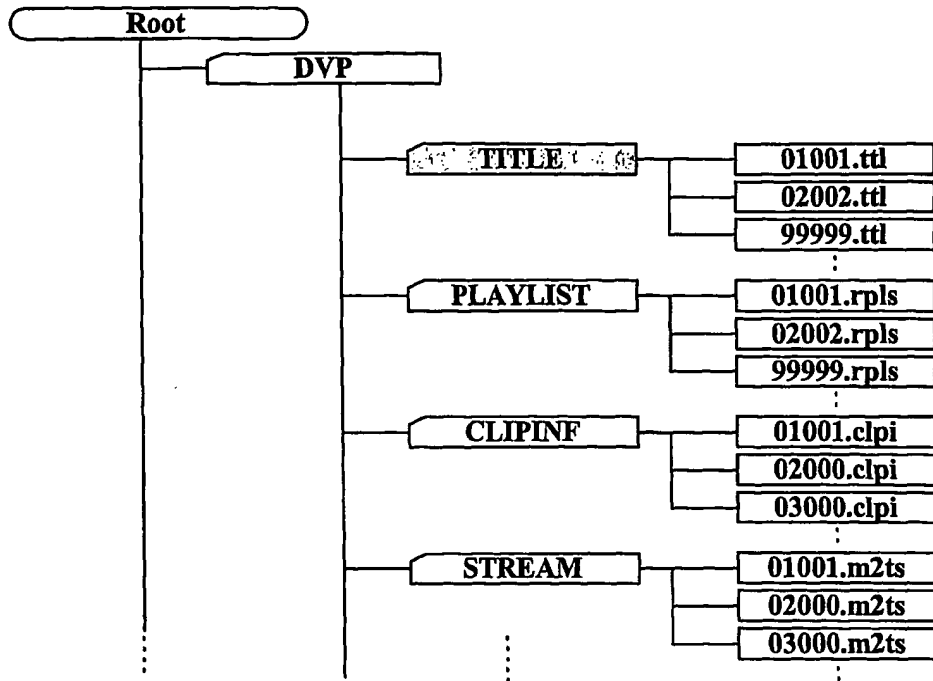 Root
DVP
TITLE
01001.ttl
02002.ttl
99999.ttl
PLAYLIST
01001.rpls
02002.rpls
99999.rpls
CLIPINF
01001.clpi
02000.clpi
03000.clpi
STREAM
01001.m2ts
02000.m2ts
03000.m2ts